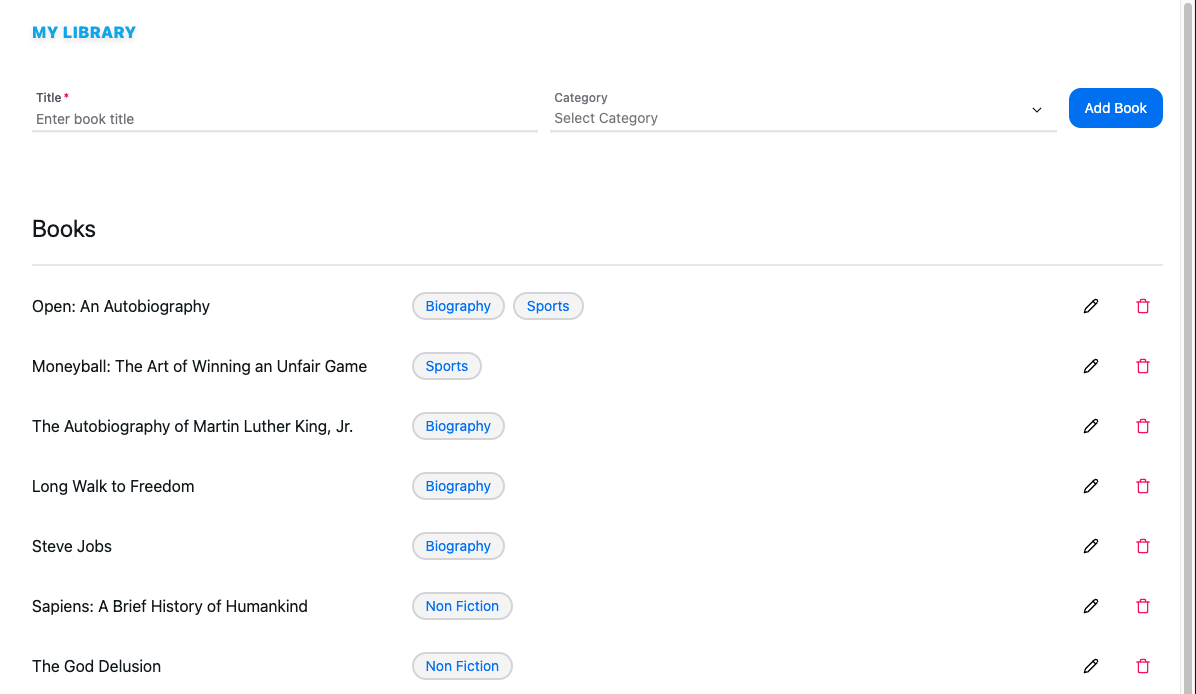 MY LIBRARY
Title*
Enter book title
Category
Select Category
Add Book
Books
Open: An Autobiography Biography Sports
Moneyball: The Art of Winning an Unfair Game Sports
The Autobiography of Martin Luther King, Jr. Biography
Long Walk to Freedom Biography
Steve Jobs Biography
Sapiens: A Brief History of Humankind Non Fiction
The God Delusion Non Fiction